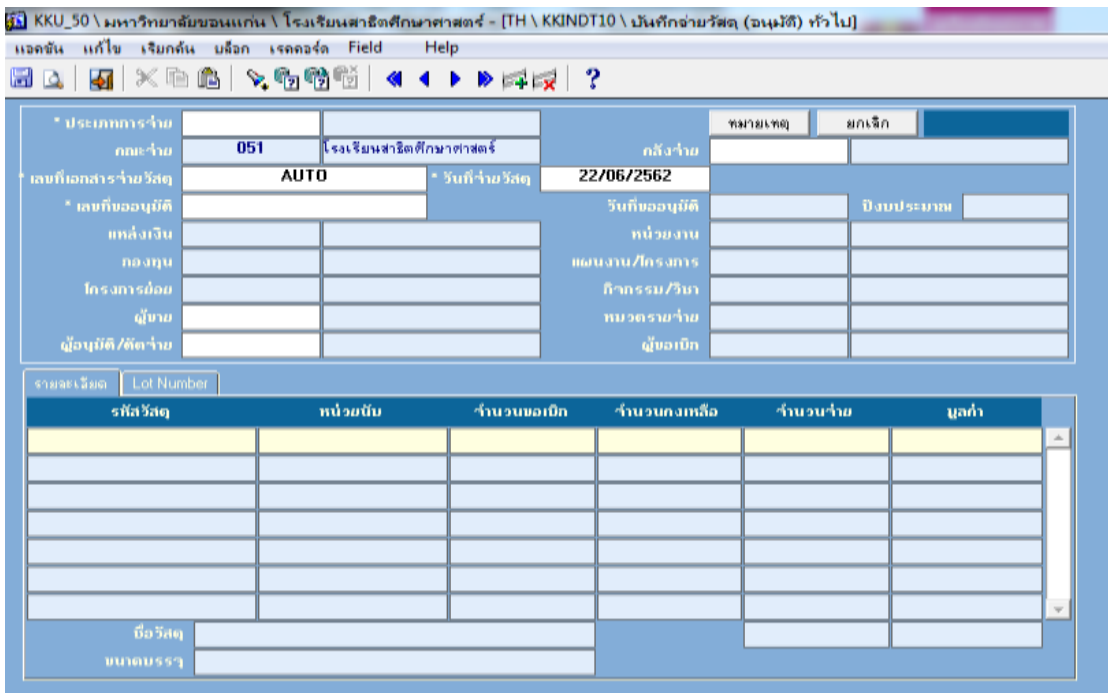 KKU_50 \ มหาวิทยาลัยขอนแก่น \ โรงเรียนสาธิตศึกษาศาสตร์ - [TH \ KKINDT10 \ บันทึกจ่ายวัสดุ (อนุมัติ) ทั่วไป]
แอคชัน แก้ไข เรียกค้น บล็อก เรคคอร์ด Field Help
* ประเภทการจ่าย หมายเหตุ ยกเลิก
คณะจ่าย 051 โรงเรียนสาธิตศึกษาศาสตร์ คลังจ่าย
* เลขที่เอกสารจ่ายวัสดุ AUTO * วันที่จ่ายวัสดุ 22/06/2562
* เลขที่ขออนุมัติ วันที่ขออนุมัติ ปีงบประมาณ
แหล่งเงิน หน่วยงาน
กองทุน แผนงาน/โครงการ
โครงการย่อย กิจกรรม/วิชา
ผู้ขาย หมวดรายจ่าย
ผู้อนุมัติ/ตัดจ่าย ผู้ขอเบิก
รายละเอียด Lot Number
รหัสวัสดุ หน่วยนับ จำนวนขอเบิก จำนวนคงเหลือ จำนวนจ่าย มูลค่า
ชื่อวัสดุ
ขนาดบรรจุ